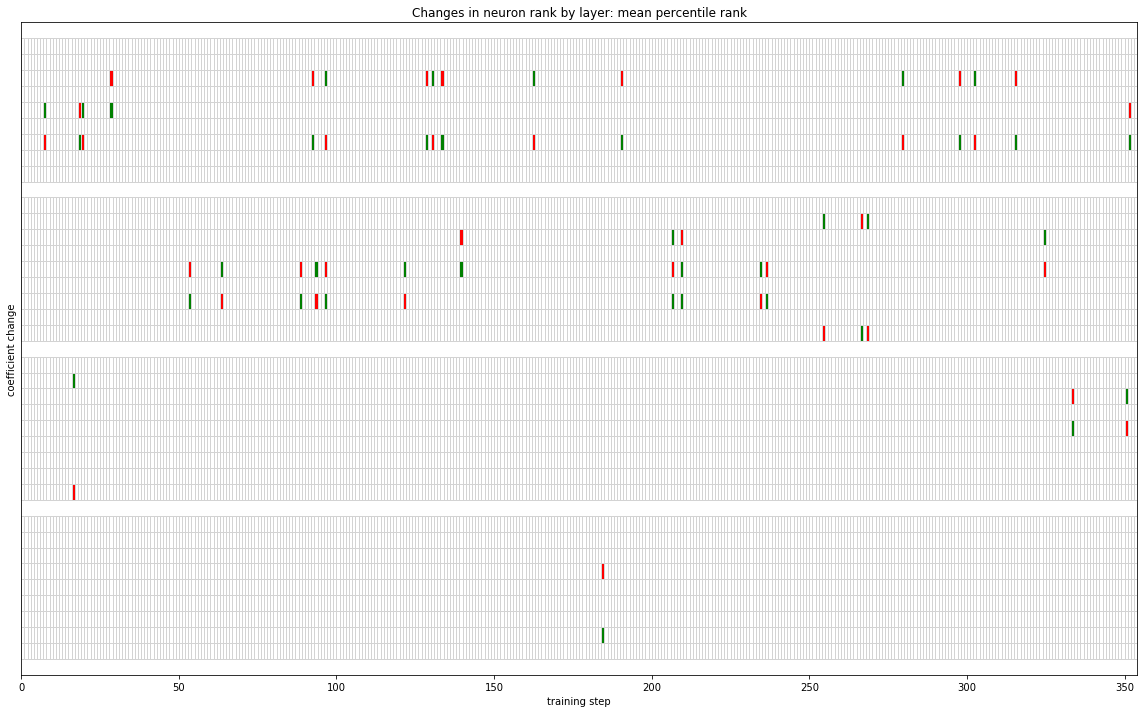 Changes in neuron rank by layer: mean percentile rank
coefficient change
0 50 100 150 200 250 300 350
training step